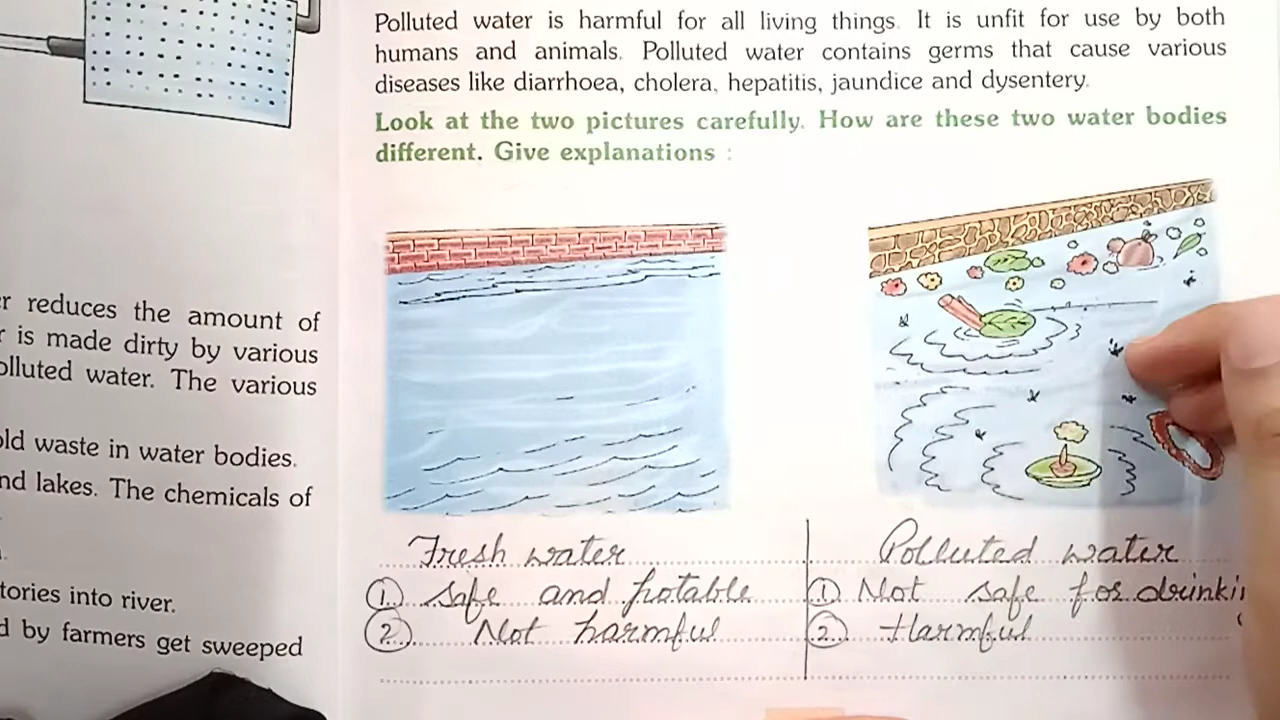 r reduces the amount of
r is made dirty by various
olluted water. The various
old waste in water bodies.
nd lakes. The chemicals of
tories into river.
d by farmers get sweeped
Polluted water is harmful for all living things. It is unfit for use by both
humans and animals. Polluted water contains germs that cause various
diseases like diarrhoea, cholera, hepatitis, jaundice and dysentery.
Look at the two pictures carefully. How are these two water bodies
different. Give explanations :
Fresh water
① Safe and potable
② Not harmful
Polluted water
① Not safe for drinki
② Harmful